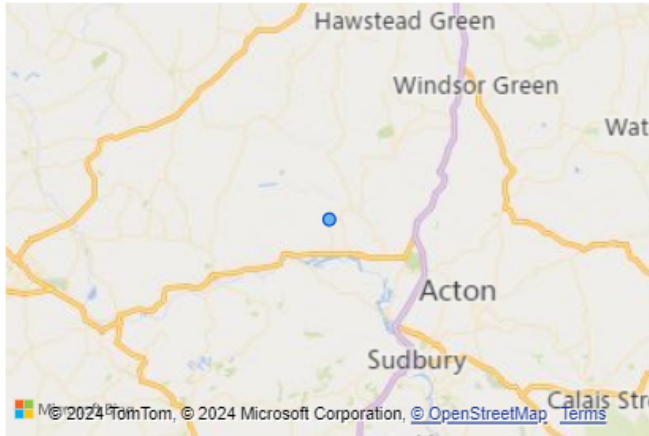 Hawstead Green
Windsor Green
Wat
Acton
Sudbury
Calais Str
© 2024 TomTom, © 2024 Microsoft Corporation, © OpenStreetMap Terms